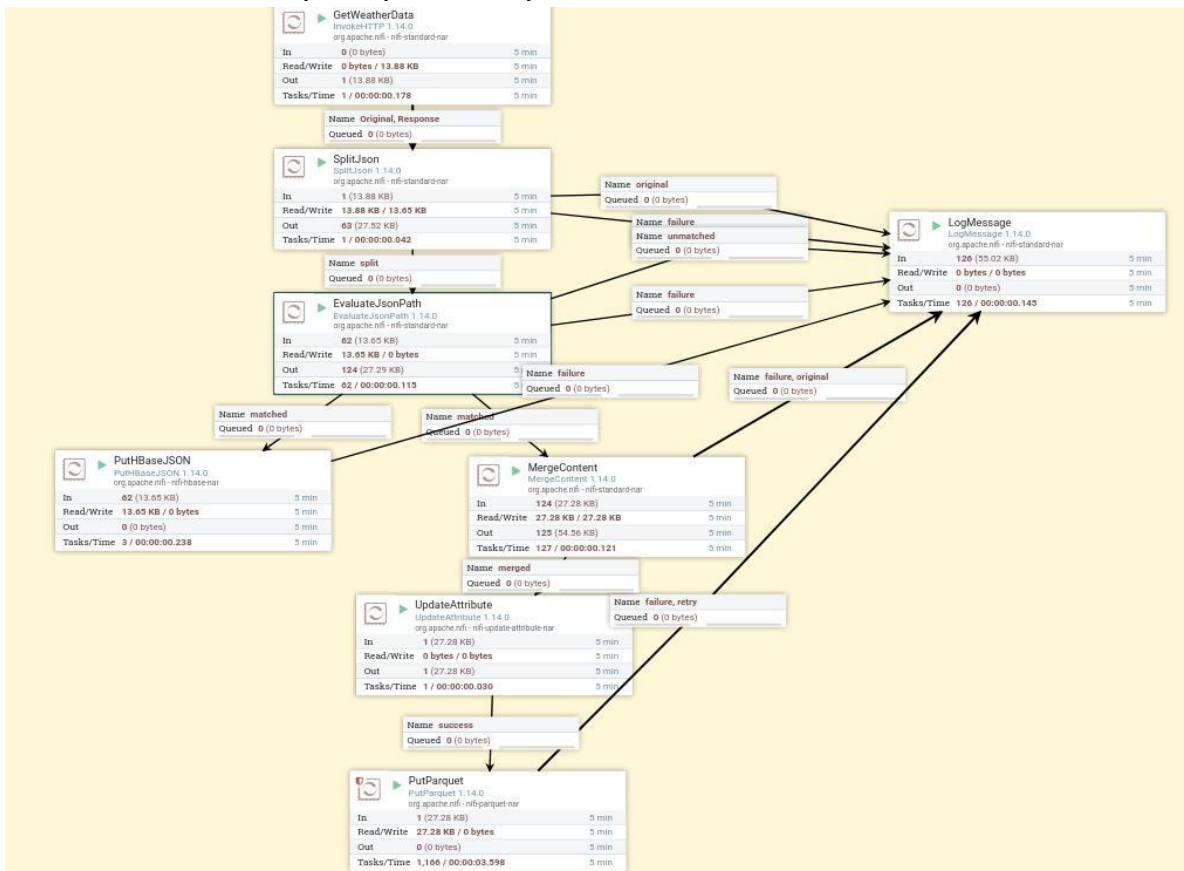 GetWeatherData
InvokeHTTP 1.14.0
org.apache.nifi - nifi-standard-nar
In 0 (0 bytes) 5 min
Read/Write 0 bytes / 13.88 KB 5 min
Out 1 (13.88 KB) 5 min
Tasks/Time 1 / 00:00:00.178 5 min
Name Original, Response
Queued 0 (0 bytes)
SplitJson
SplitJson 1.14.0
org.apache.nifi - nifi-standard-nar
In 1 (13.88 KB) 5 min
Read/Write 13.88 KB / 13.65 KB 5 min
Out 63 (27.52 KB) 5 min
Tasks/Time 1 / 00:00:00.042 5 min
Name original
Queued 0 (0 bytes)
Name failure
Name unmatched
Queued 0 (0 bytes)
LogMessage
LogMessage 1.14.0
org.apache.nifi - nifi-standard-nar
In 126 (55.02 KB) 5 min
Read/Write 0 bytes / 0 bytes 5 min
Out 0 (0 bytes) 5 min
Tasks/Time 126 / 00:00:00.145 5 min
Name split
Queued 0 (0 bytes)
EvaluateJsonPath
EvaluateJsonPath 1.14.0
org.apache.nifi - nifi-standard-nar
In 62 (13.65 KB) 5 min
Read/Write 13.65 KB / 0 bytes 5 min
Out 124 (27.29 KB)
Tasks/Time 62 / 00:00:00.115
Name failure
Queued 0 (0 bytes)
Name failure
Queued 0 (0 bytes)
Name failure, original
Queued 0 (0 bytes)
Name matched
Queued 0 (0 bytes)
Name matched
Queued 0 (0 bytes)
PutHBaseJSON
PutHBaseJSON 1.14.0
org.apache.nifi - nifi-hbase-nar
In 62 (13.65 KB) 5 min
Read/Write 13.65 KB / 0 bytes 5 min
Out 0 (0 bytes) 5 min
Tasks/Time 3 / 00:00:00.238 5 min
MergeContent
MergeContent 1.14.0
org.apache.nifi - nifi-standard-nar
In 124 (27.28 KB) 5 min
Read/Write 27.28 KB / 27.28 KB 5 min
Out 125 (54.56 KB) 5 min
Tasks/Time 127 / 00:00:00.121 5 min
Name merged
Queued 0 (0 bytes)
UpdateAttribute
UpdateAttribute 1.14.0
org.apache.nifi - nifi-update-attribute-nar
In 1 (27.28 KB) 5 min
Read/Write 0 bytes / 0 bytes 5 min
Out 1 (27.28 KB) 5 min
Tasks/Time 1 / 00:00:00.030 5 min
Name failure, retry
Queued 0 (0 bytes)
Name success
Queued 0 (0 bytes)
PutParquet
PutParquet 1.14.0
org.apache.nifi - nifi-parquet-nar
In 1 (27.28 KB) 5 min
Read/Write 27.28 KB / 0 bytes 5 min
Out 0 (0 bytes) 5 min
Tasks/Time 1,166 / 00:00:03.598 5 min